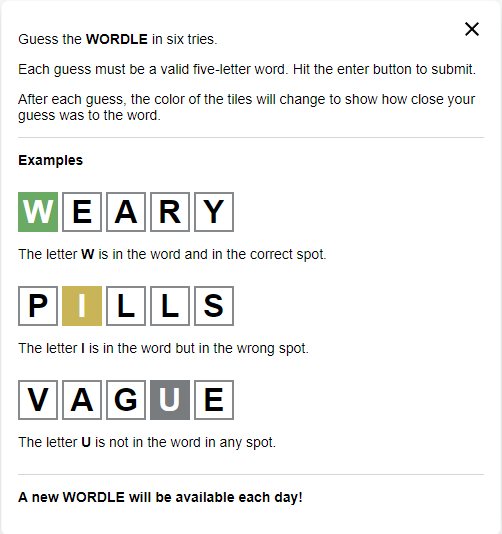 Guess the WORDLE in six tries.
Each guess must be a valid five-letter word. Hit the enter button to submit.
After each guess, the color of the tiles will change to show how close your
guess was to the word.
Examples
WEARY
The letter W is in the word and in the correct spot.
PILLS
The letter I is in the word but in the wrong spot.
VAGUE
The letter U is not in the word in any spot.
A new WORDLE will be available each day!